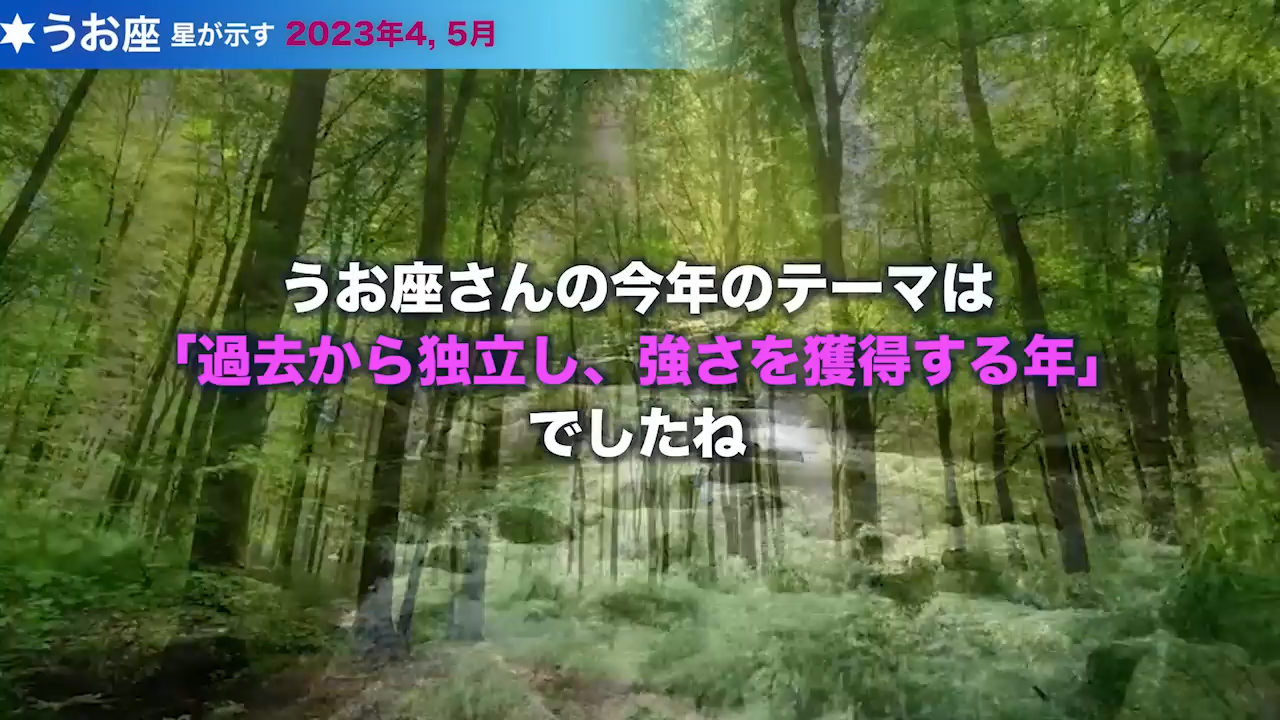 ★うお座 星が示す 2023年4, 5月
うお座さんの今年のテーマは
「過去から独立し、強さを獲得する年」
でしたね